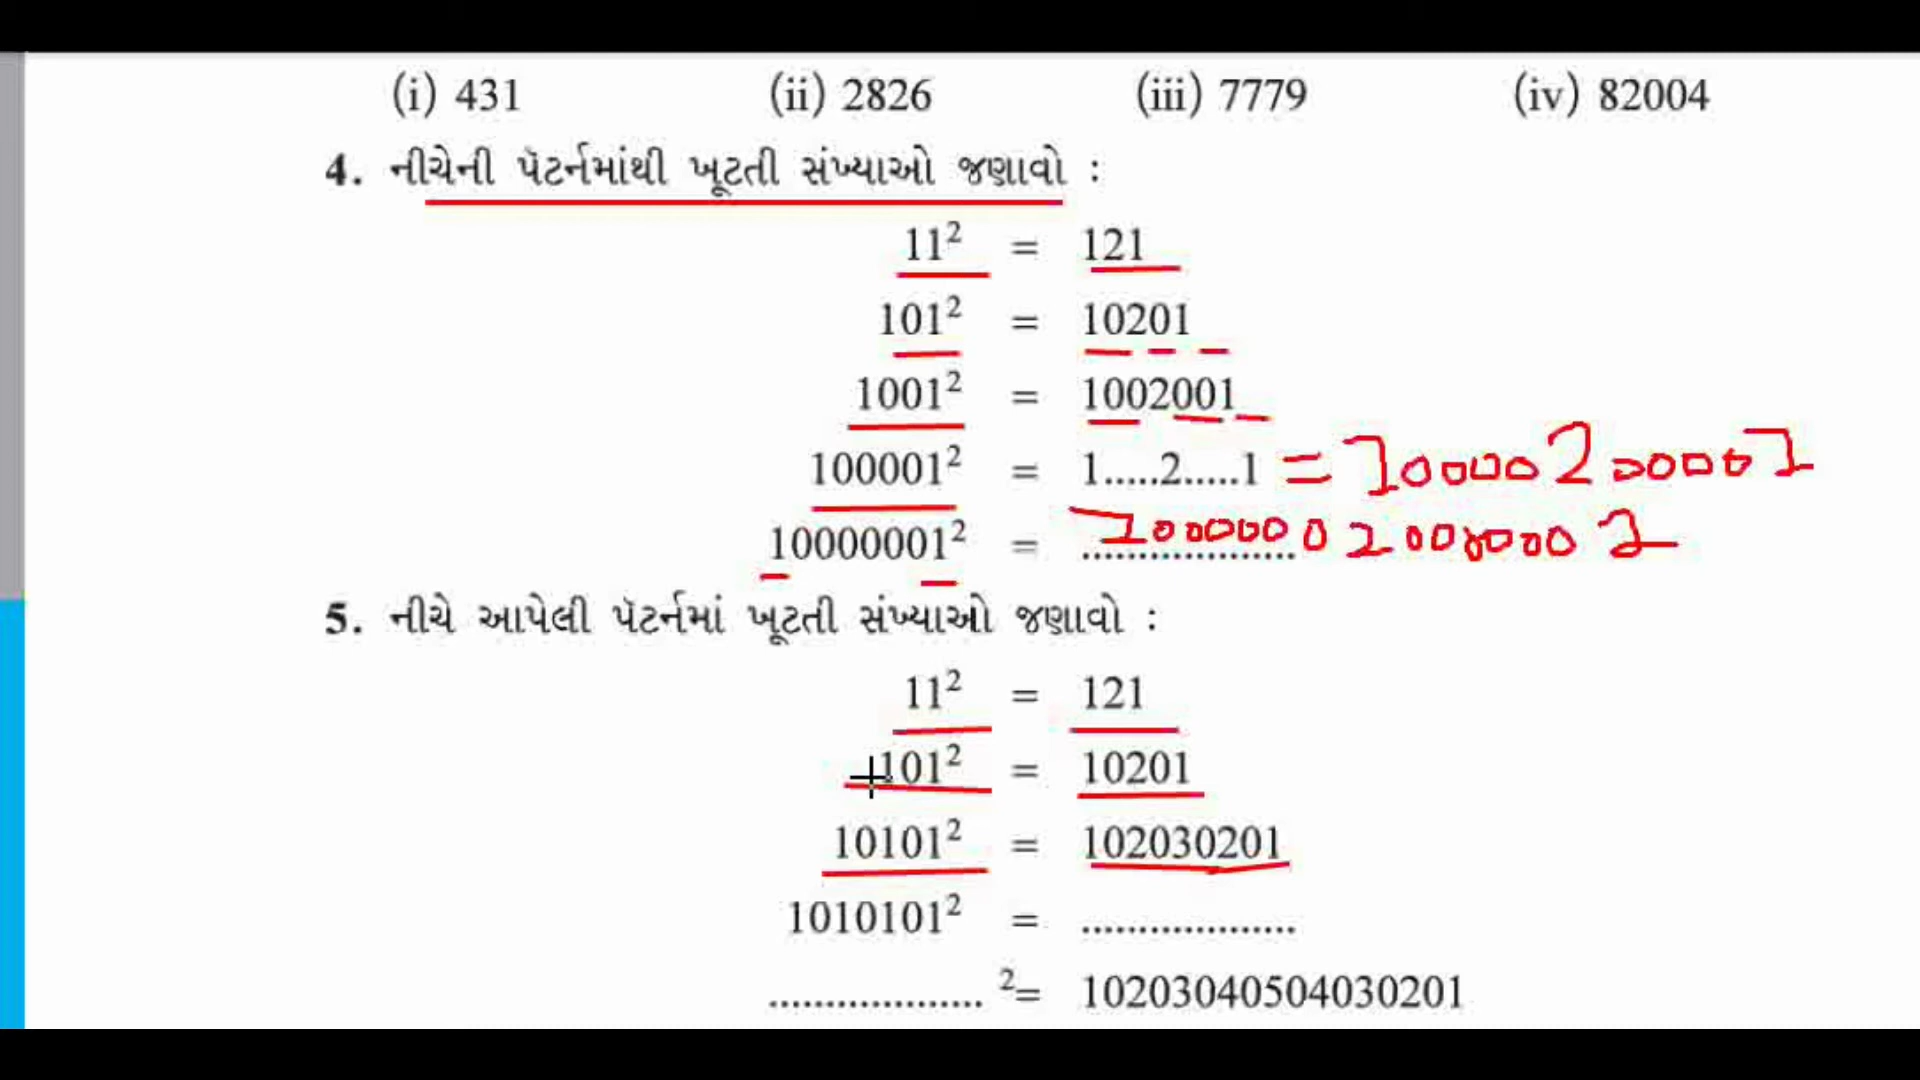 (i) 431 (ii) 2826 (iii) 7779 (iv) 82004
4. નીચેની પૅટર્નમાંથી ખૂટતી સંખ્યાઓ જણાવો :
11² = 121
101² = 10201
1001² = 1002001
100001² = 1.....2.....1 = 10000200001
10000001² = ................... 100000020000001
5. નીચે આપેલી પૅટર્નમાં ખૂટતી સંખ્યાઓ જણાવો :
11² = 121
101² = 10201
10101² = 102030201
1010101² = ...................
................... ² = 10203040504030201